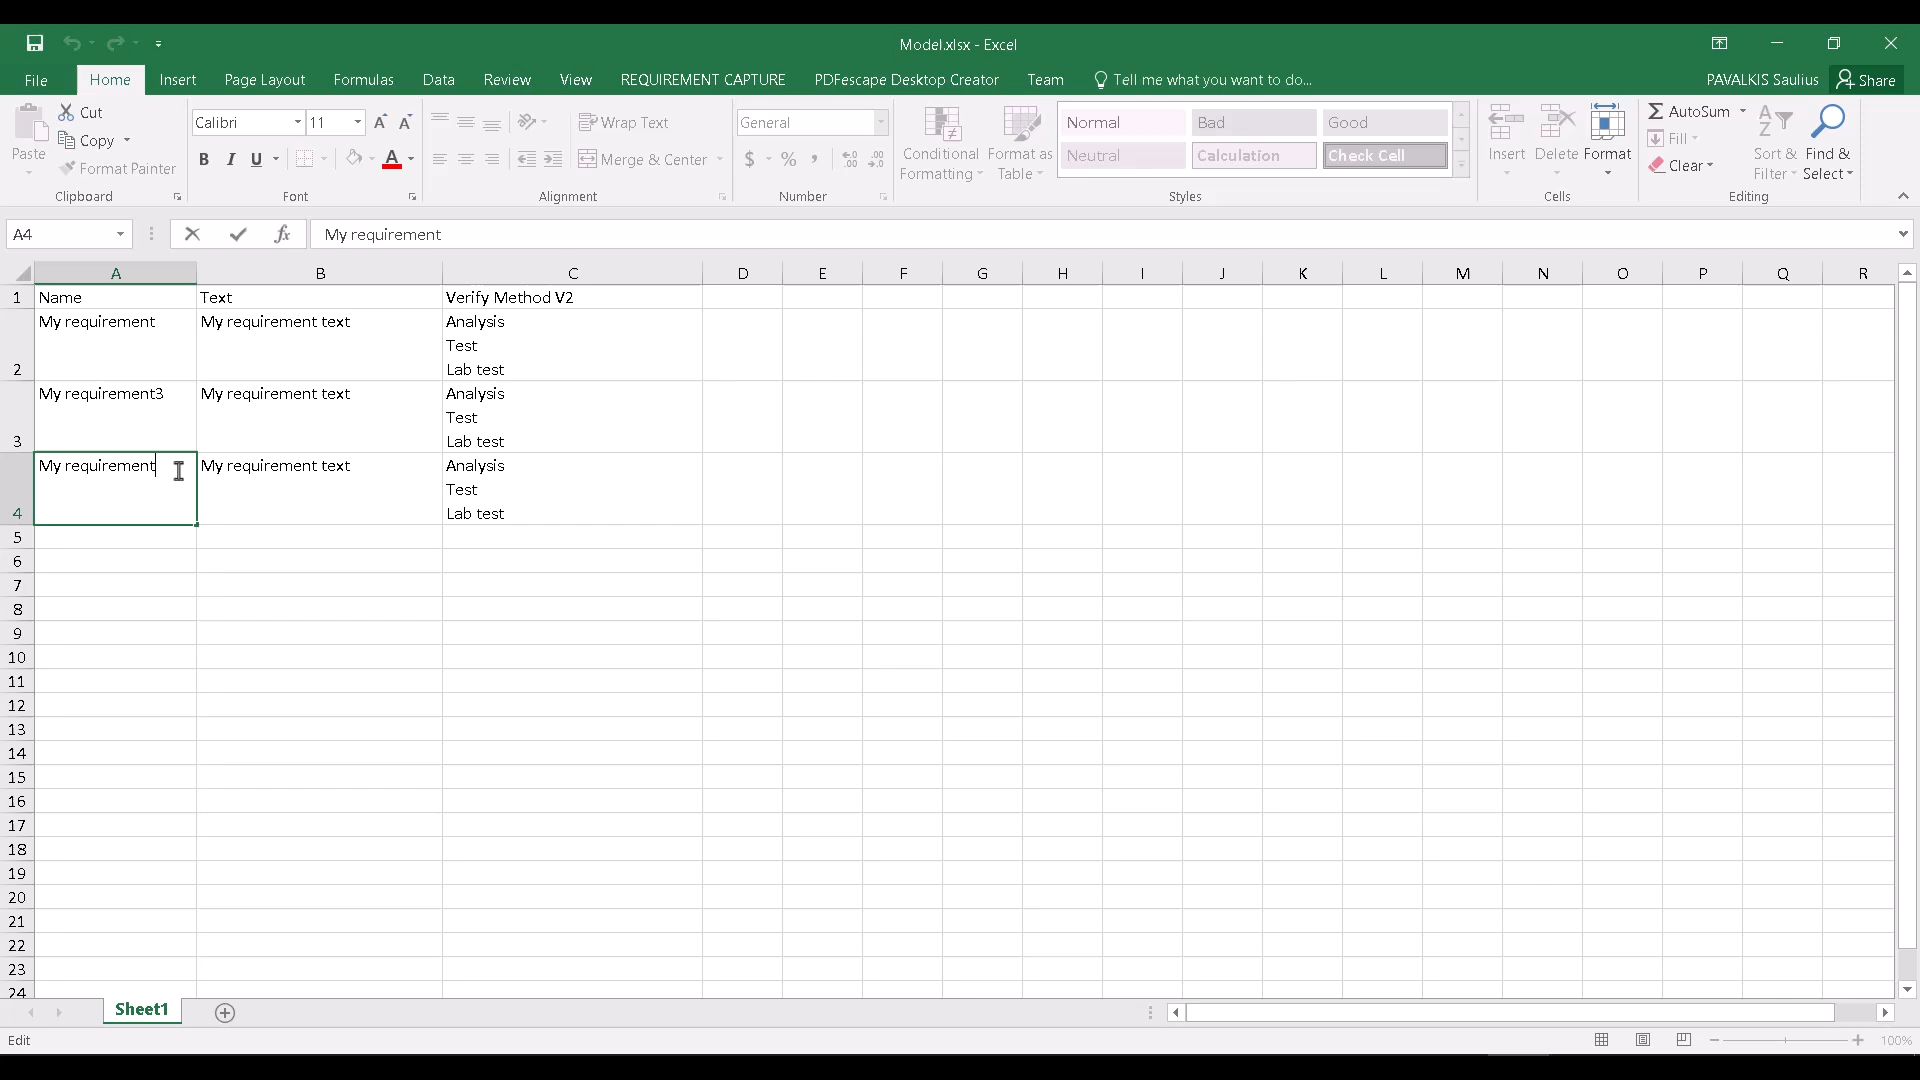 Model.xlsx - Excel
File Home Insert Page Layout Formulas Data Review View REQUIREMENT CAPTURE PDFescape Desktop Creator Team Tell me what you want to do... PAVALKIS Saulius Share
Paste
Cut
Copy
Format Painter
Clipboard
Calibri 11
B I U A
Font
Wrap Text
Merge & Center
Alignment
General
$ % ,
Number
Conditional Formatting
Format as Table
Normal Bad Good
Neutral Calculation Check Cell
Styles
Insert Delete Format
Cells
AutoSum
Fill
Clear
Sort & Filter
Find & Select
Editing
A4 fx My requirement
A B C D E F G H I J K L M N O P Q R
1 Name Text Verify Method V2
My requirement My requirement text Analysis
Test
2 Lab test
My requirement3 My requirement text Analysis
Test
3 Lab test
My requirement My requirement text Analysis
Test
4 Lab test
5
6
7
8
9
10
11
12
13
14
15
16
17
18
19
20
21
22
23
24
Sheet1
Edit 100%